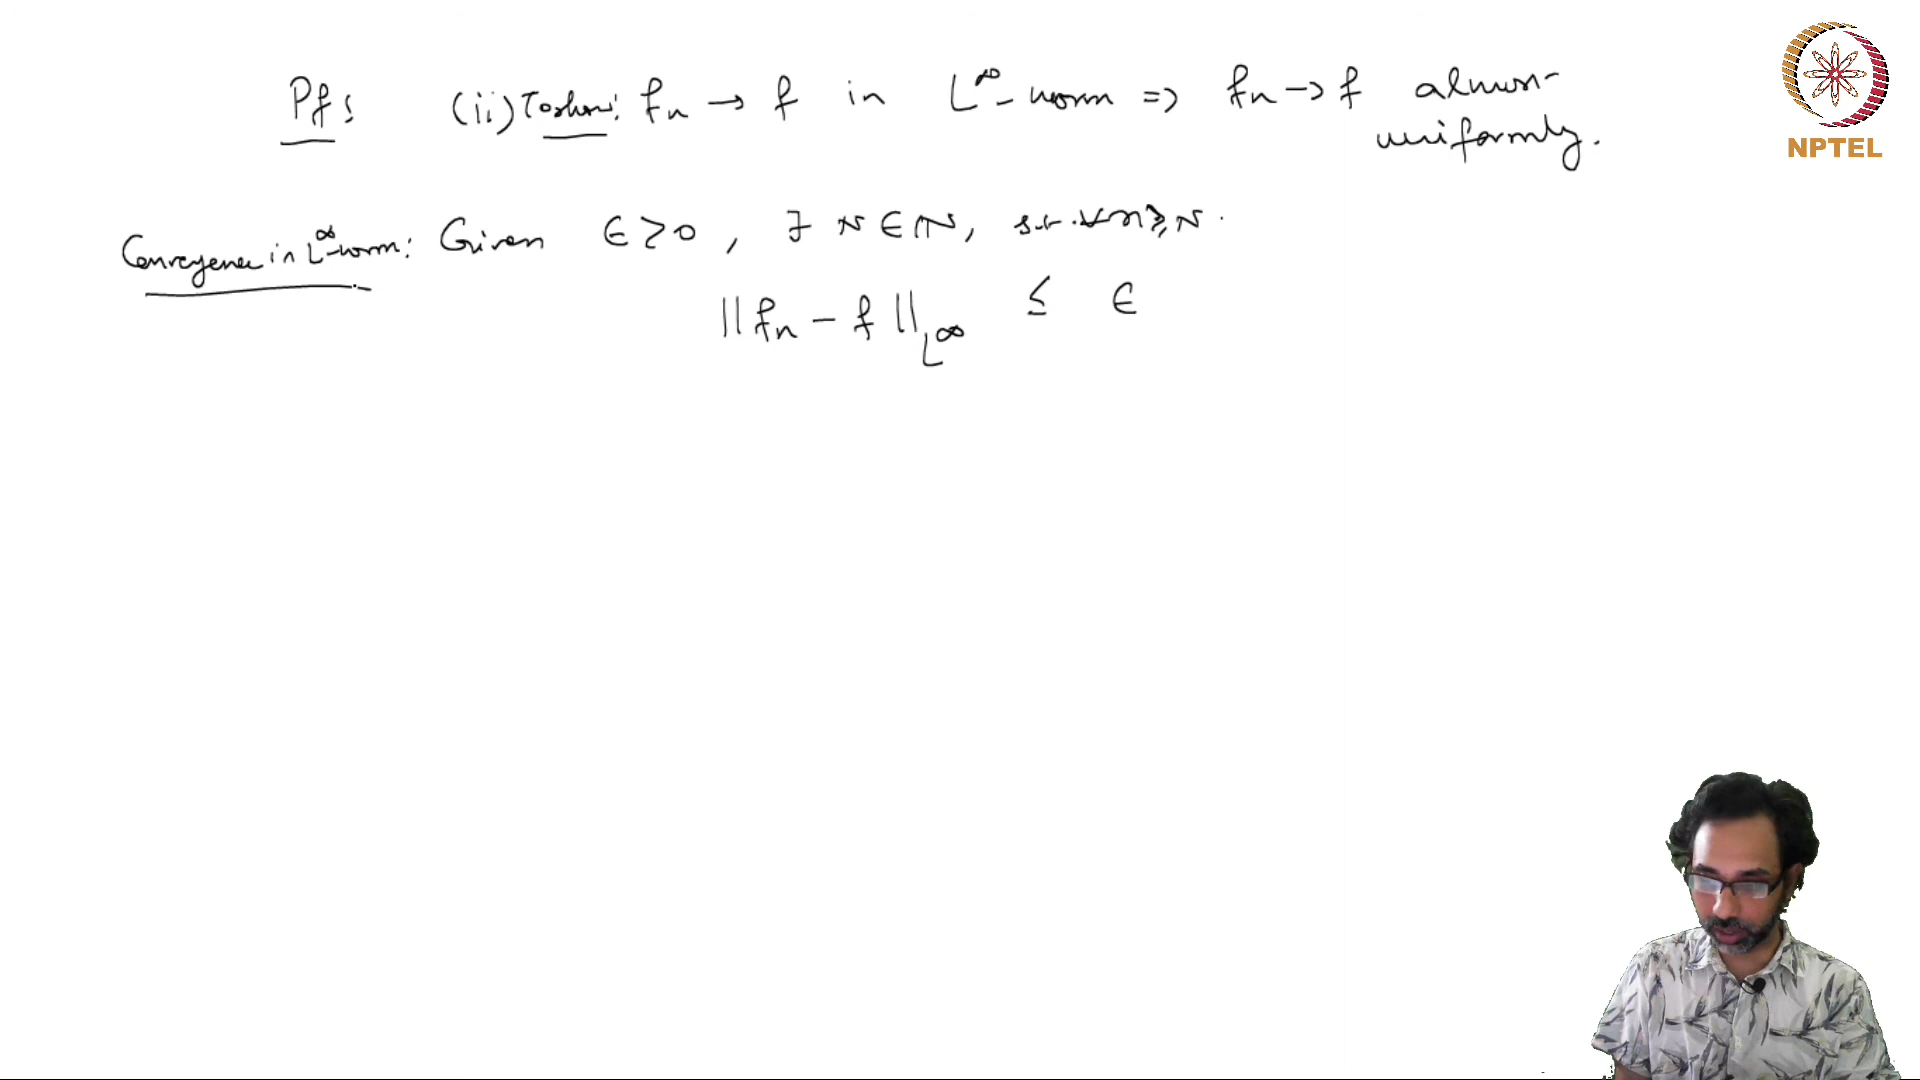 Pf: (ii) To show: fn → f in L^∞-norm ⇒ fn → f almost
uniformly.
NPTEL
Convergence in L^∞-norm: Given ∈ > 0, ∃ N ∈ ℕ, s.t. ∀ n ≥ N.
|| fn − f ||_{L^∞} ≤ ∈